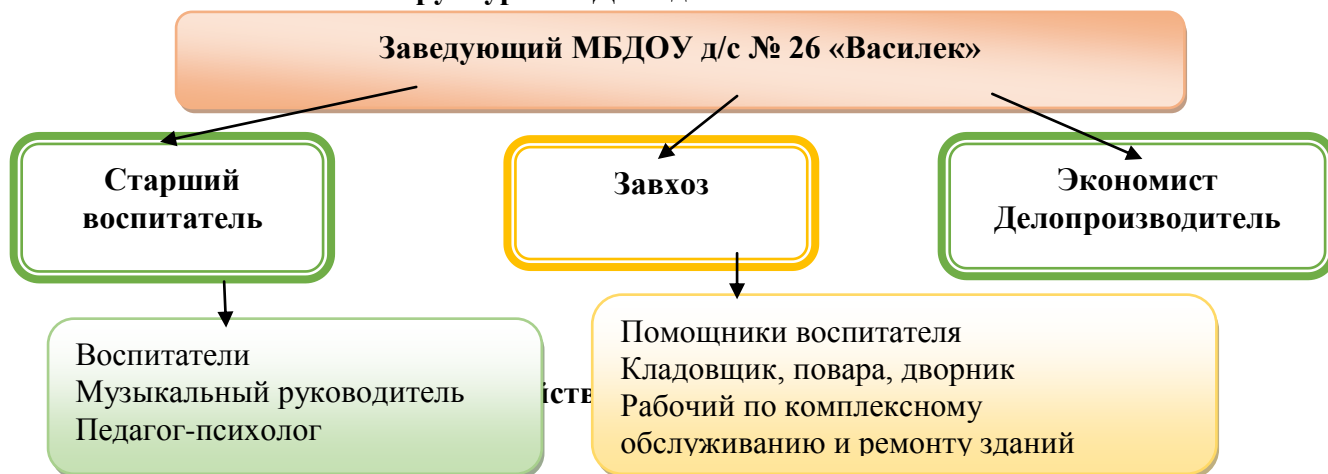 Заведующий МБДОУ д/с № 26 «Василек»
Старший
воспитатель
Завхоз
Экономист
Делопроизводитель
Воспитатели
Музыкальный руководитель
Педагог-психолог
Помощники воспитателя
Кладовщик, повара, дворник
Рабочий по комплексному
обслуживанию и ремонту зданий